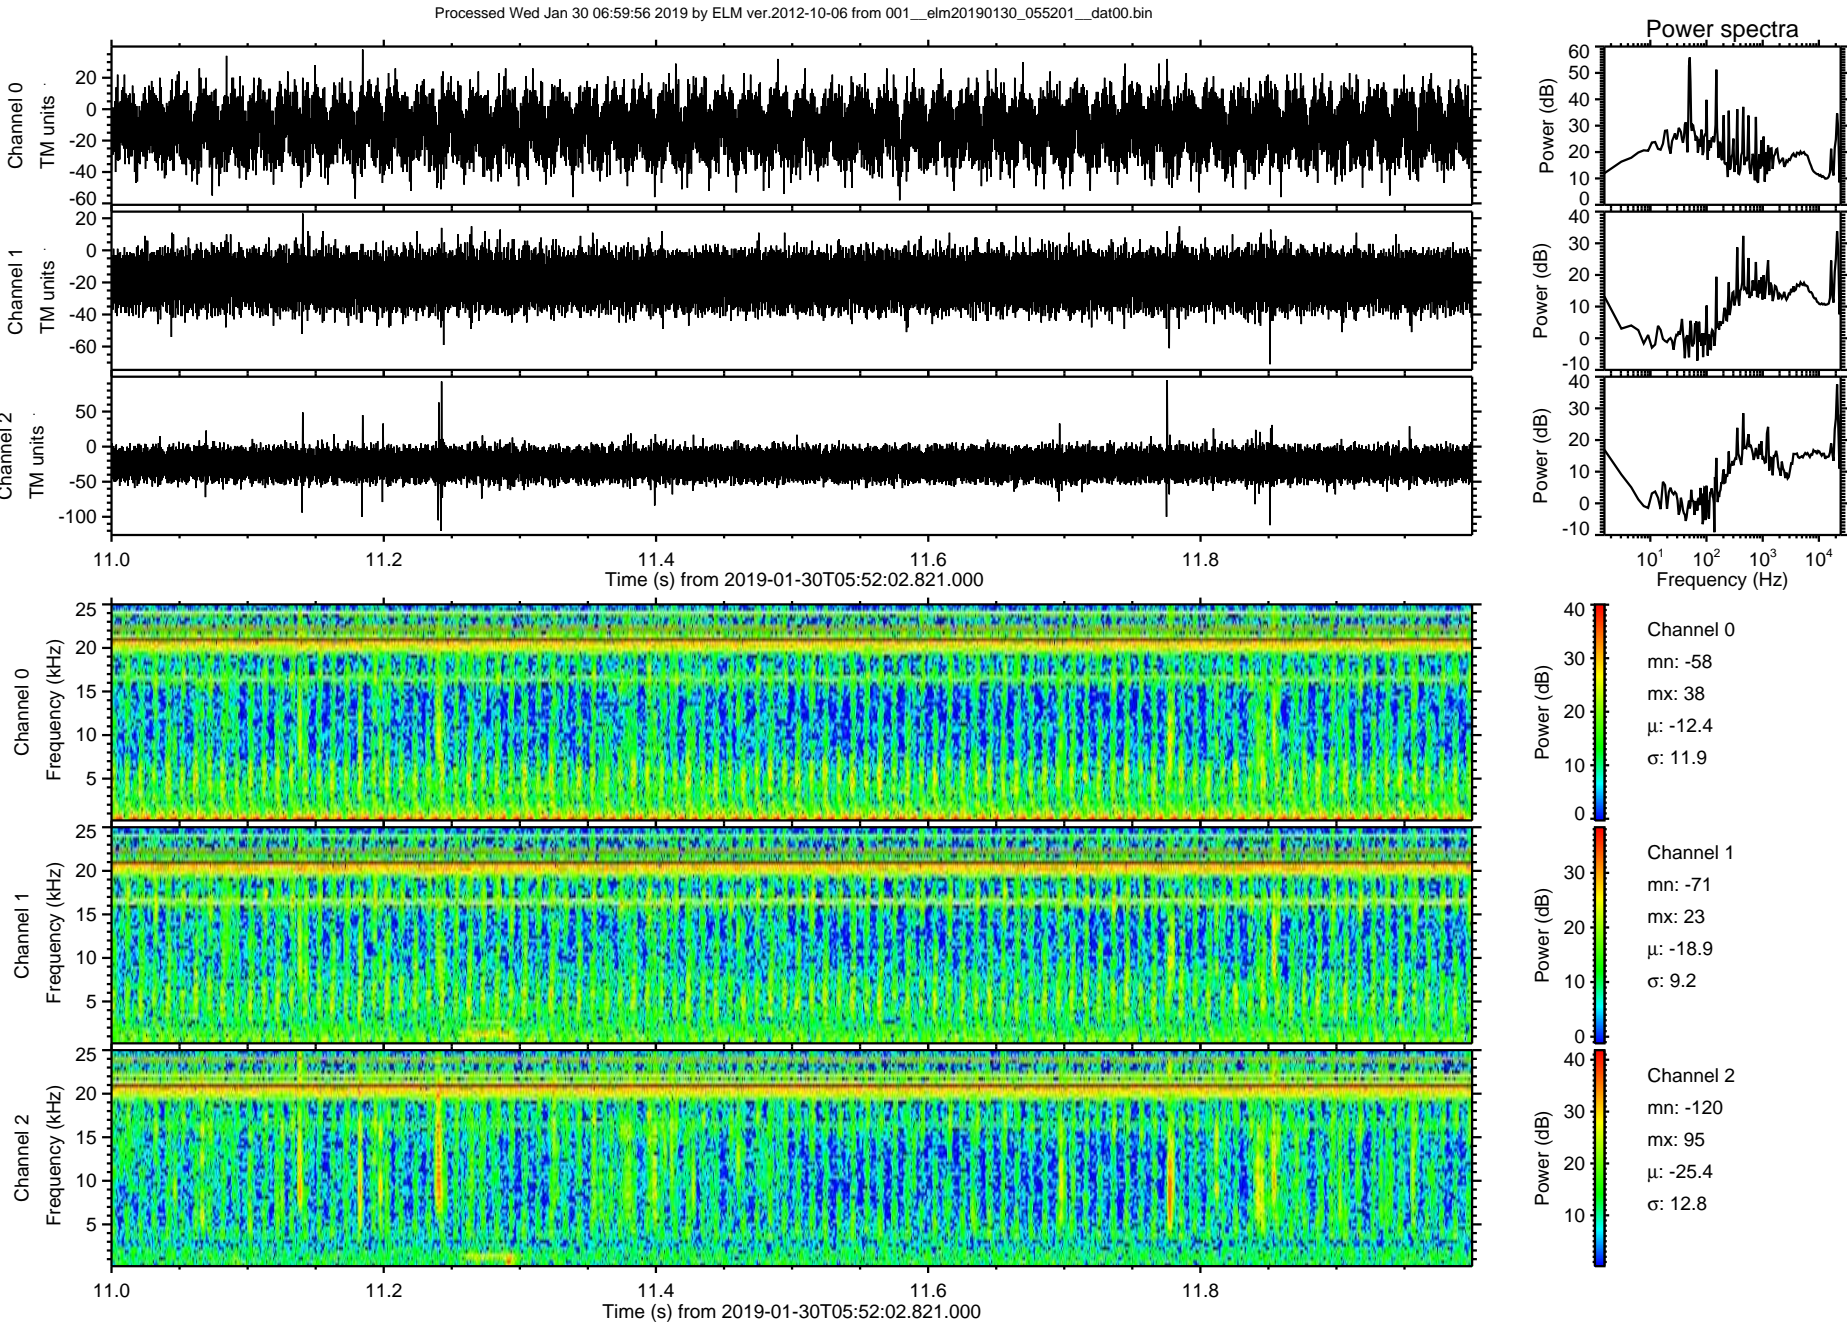 Processed Wed Jan 30 06:59:56 2019 by ELM ver.2012-10-06 from 001__elm20190130_055201__dat00.bin
Power spectra
Channel 0
TM units
20
0
-20
-40
-60
Power (dB)
60
50
40
30
20
10
0
Channel 1
TM units
20
0
-20
-40
-60
Power (dB)
40
30
20
10
0
-10
Channel 2
TM units
50
0
-50
-100
Power (dB)
40
30
20
10
0
-10
11.0 11.2 11.4 11.6 11.8
Time (s) from 2019-01-30T05:52:02.821.000
10^1 10^2 10^3 10^4
Frequency (Hz)
Channel 0
Frequency (kHz)
25
20
15
10
5
Power (dB)
40
30
20
10
0
Channel 0
mn: -58
mx: 38
μ: -12.4
σ: 11.9
Channel 1
Frequency (kHz)
25
20
15
10
5
Power (dB)
30
20
10
0
Channel 1
mn: -71
mx: 23
μ: -18.9
σ: 9.2
Channel 2
Frequency (kHz)
25
20
15
10
5
Power (dB)
40
30
20
10
Channel 2
mn: -120
mx: 95
μ: -25.4
σ: 12.8
11.0 11.2 11.4 11.6 11.8
Time (s) from 2019-01-30T05:52:02.821.000